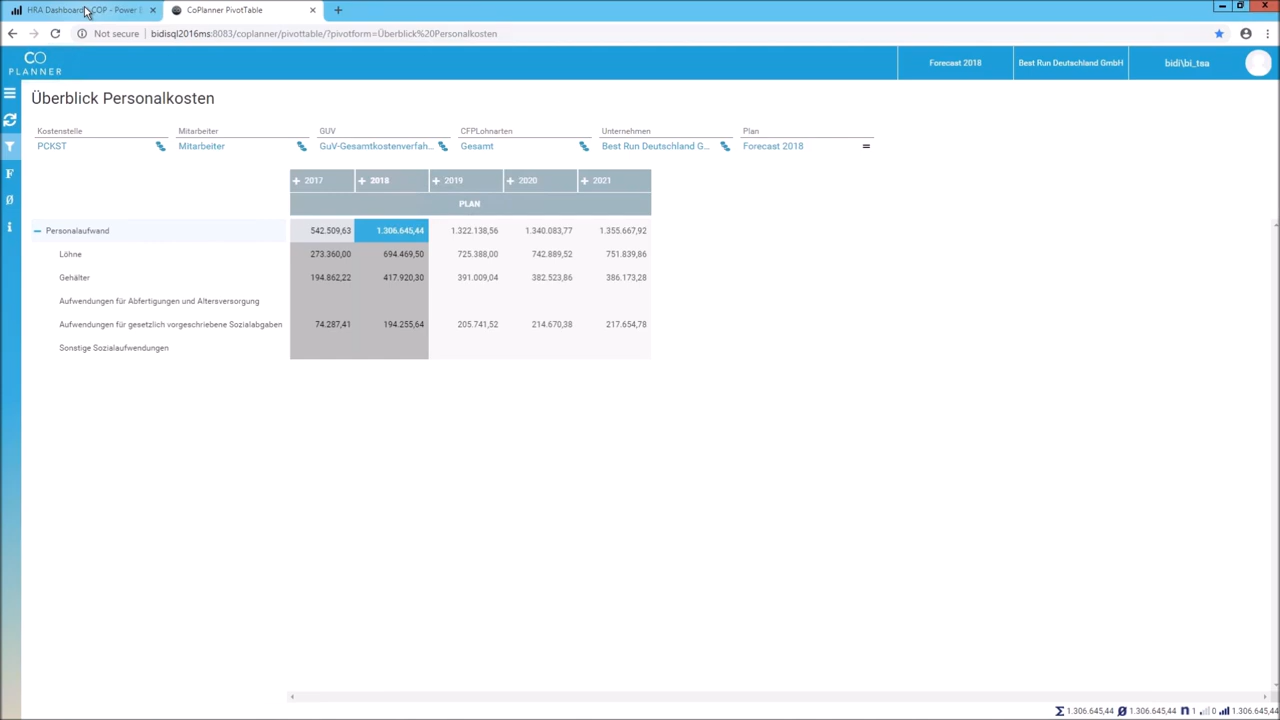 HRA Dashboard_COP - Power
CoPlanner PivotTable
Not secure bidisql2016ms:8083/coplanner/pivottable/?pivotform=Überblick%20Personalkosten
CO PLANNER
Forecast 2018 Best Run Deutschland GmbH bidi\bi_tsa
Überblick Personalkosten
Kostenstelle Mitarbeiter GUV CFPLohnarten Unternehmen Plan
PCKST Mitarbeiter GuV-Gesamtkostenverfah... Gesamt Best Run Deutschland G... Forecast 2018 =
F
Ø
i
+ 2017 + 2018 + 2019 + 2020 + 2021
PLAN
Personalaufwand 542.509,63 1.306.645,44 1.322.138,56 1.340.083,77 1.355.667,92
Löhne 273.360,00 694.469,50 725.388,00 742.889,52 751.839,86
Gehälter 194.862,22 417.920,30 391.009,04 382.523,86 386.173,28
Aufwendungen für Abfertigungen und Altersversorgung
Aufwendungen für gesetzlich vorgeschriebene Sozialabgaben 74.287,41 194.255,64 205.741,52 214.670,38 217.654,78
Sonstige Sozialaufwendungen
Σ 1.306.645,44 Ø 1.306.645,44 n 1 0 1.306.645,44